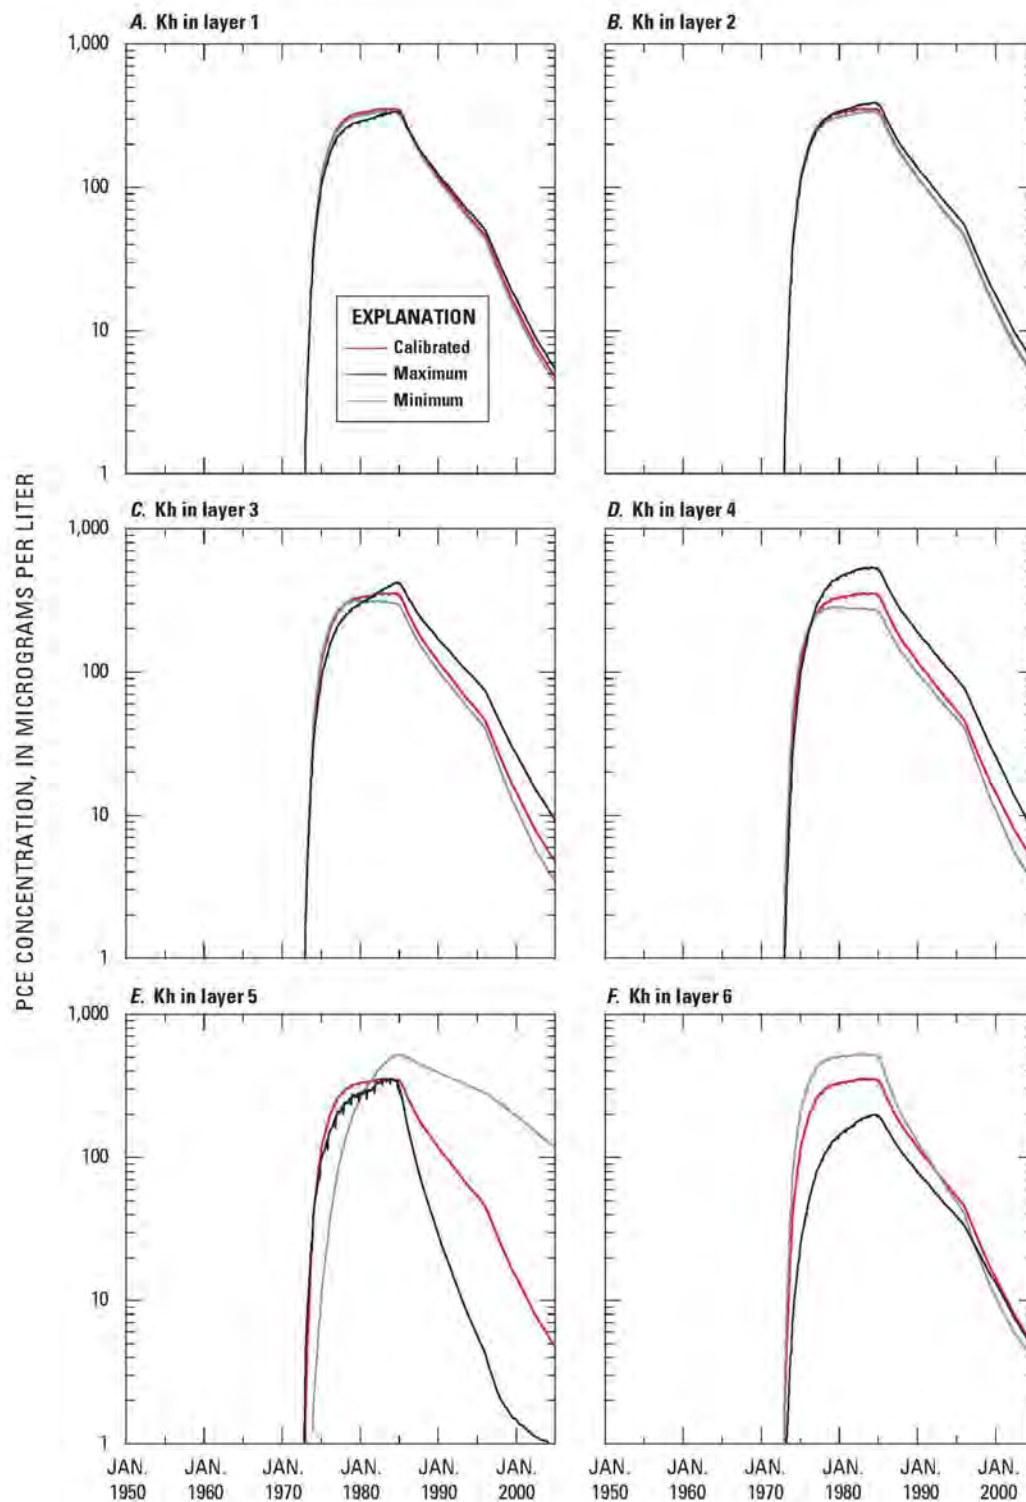 A. Kh in layer 1
B. Kh in layer 2
1,000
100
10
1
EXPLANATION
Calibrated
Maximum
Minimum
JAN. JAN. JAN. JAN. JAN. JAN. JAN. JAN. JAN. JAN. JAN. JAN.
1950 1960 1970 1980 1990 2000 1950 1960 1970 1980 1990 2000
C. Kh in layer 3
D. Kh in layer 4
1,000
100
10
1
PCE CONCENTRATION, IN MICROGRAMS PER LITER
E. Kh in layer 5
F. Kh in layer 6
1,000
100
10
1